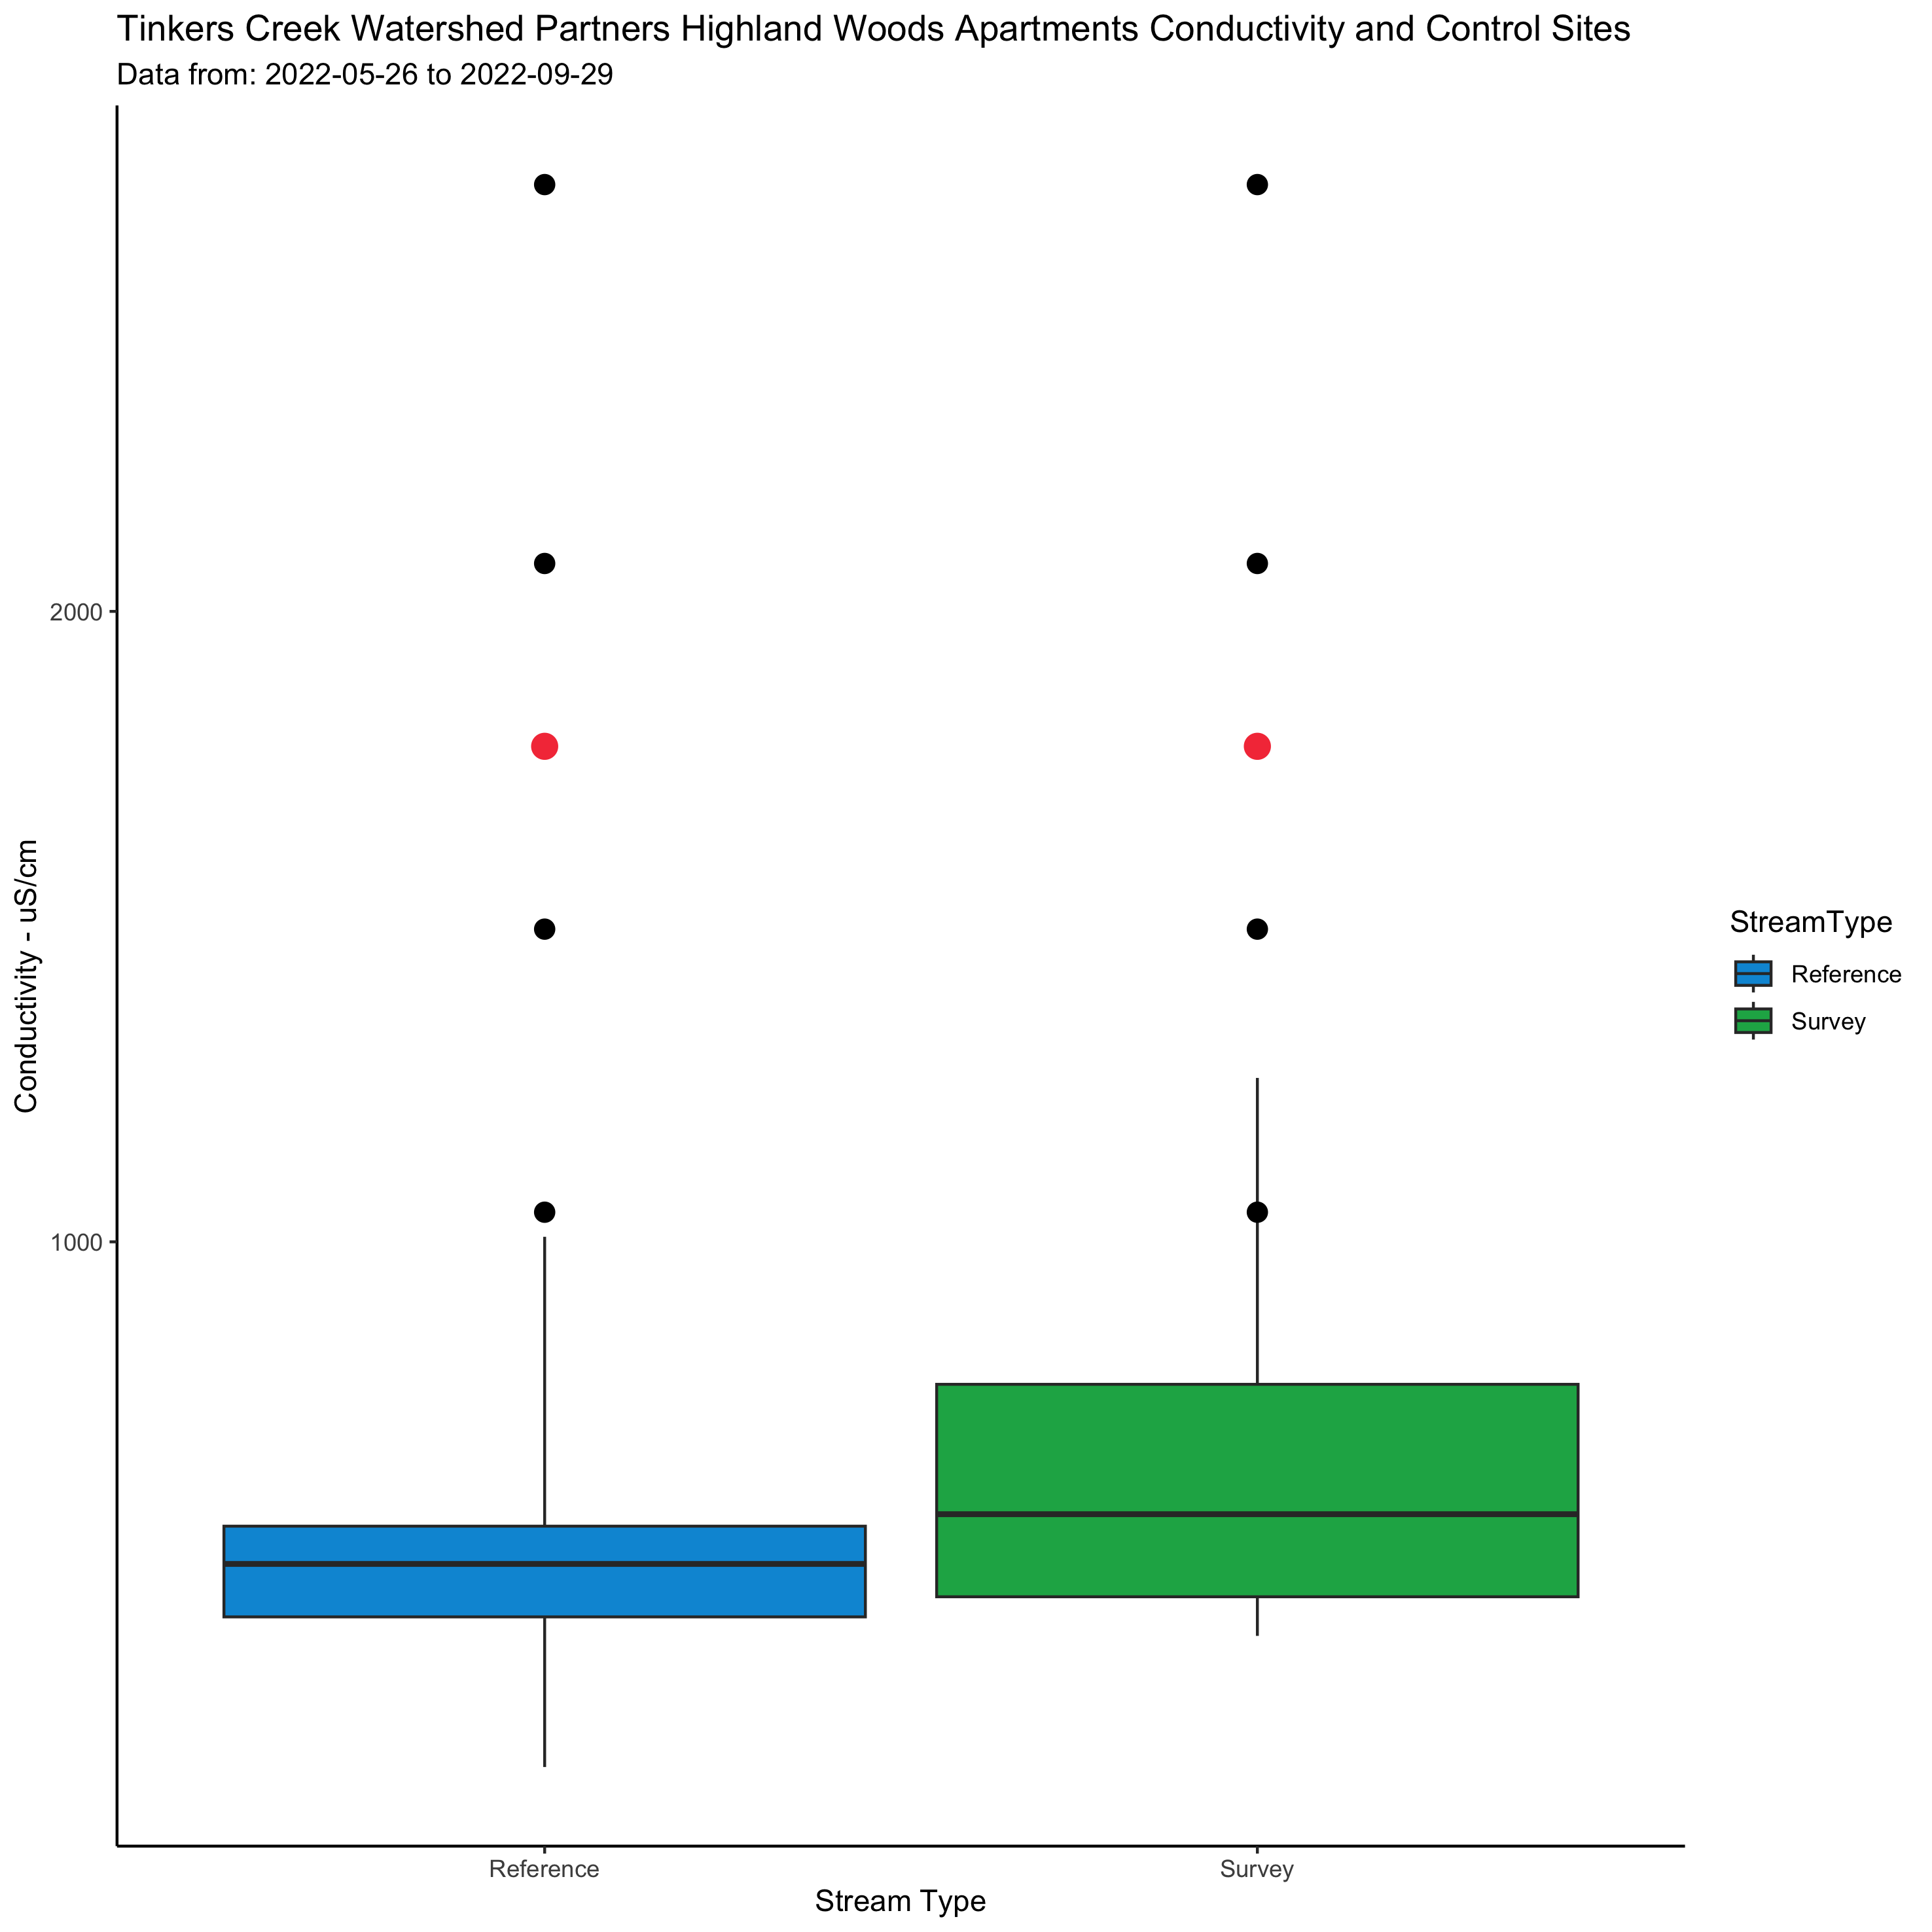 Tinkers Creek Watershed Partners Highland Woods Apartments Conductivity and Control Sites
Data from: 2022-05-26 to 2022-09-29
Conductivity - uS/cm
2000
1000
Reference
Survey
Stream Type
StreamType
Reference
Survey